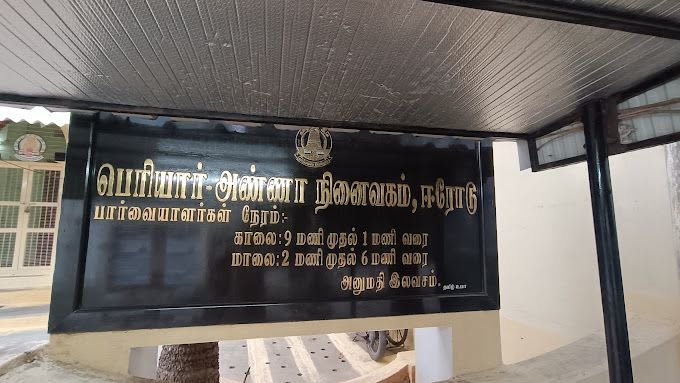 பெரியார்-அண்ணா நினைவகம், ஈரோடு
பார்வையாளர்கள் நேரம்:-
காலை:9 மணி முதல் 1 மணி வரை
மாலை:2 மணி முதல் 6 மணி வரை
அனுமதி இலவசம்.